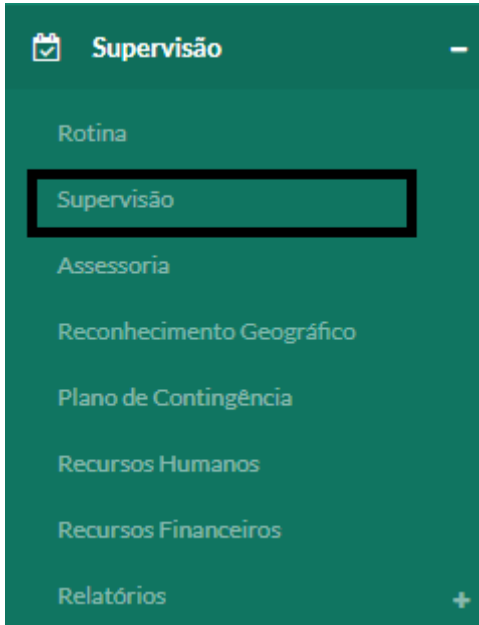 Supervisão
Rotina
Supervisão
Assessoria
Reconhecimento Geográfico
Plano de Contingência
Recursos Humanos
Recursos Financeiros
Relatórios